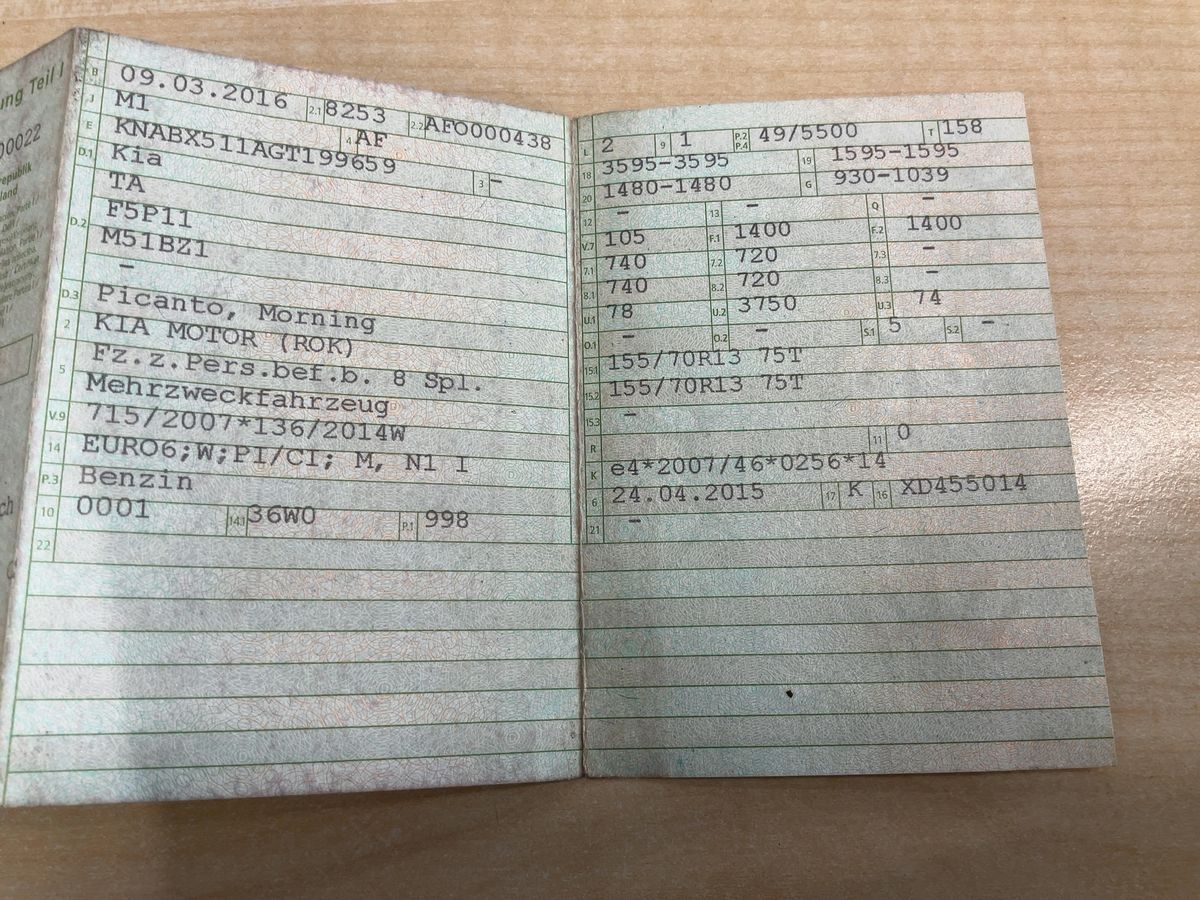 ung Teil I
00022
republik
land
B 09.03.2016 2.1 8253 2.2 AFO000438
J M1 4 AF
E KNABX511AGT199659 3 -
D.1 Kia
TA
D.2 F5P11
M51BZ1
-
D.3 Picanto, Morning
2 KIA MOTOR (ROK)
5 Fz.z.Pers.bef.b. 8 Spl.
Mehrzweckfahrzeug
V.9 715/2007*136/2014W
14 EURO6;W;PI/CI; M, N1 I
P.3 Benzin
10 0001 14.1 36W0 P.1 998
22
ch
L 2 9 1 P.2 P.4 49/5500 T 158
18 3595-3595 19 1595-1595
20 1480-1480 G 930-1039
12 - 13 - Q -
V.7 105 F.1 1400 F.2 1400
7.1 740 7.2 720 7.3 -
8.1 740 8.2 720 8.3 -
U.1 78 U.2 3750 U.3 74
O.1 - O.2 - S.1 5 S.2 -
15.1 155/70R13 75T
15.2 155/70R13 75T
15.3 -
R 11 0
K e4*2007/46*0256*14
6 24.04.2015 17 K 16 XD455014
21 -